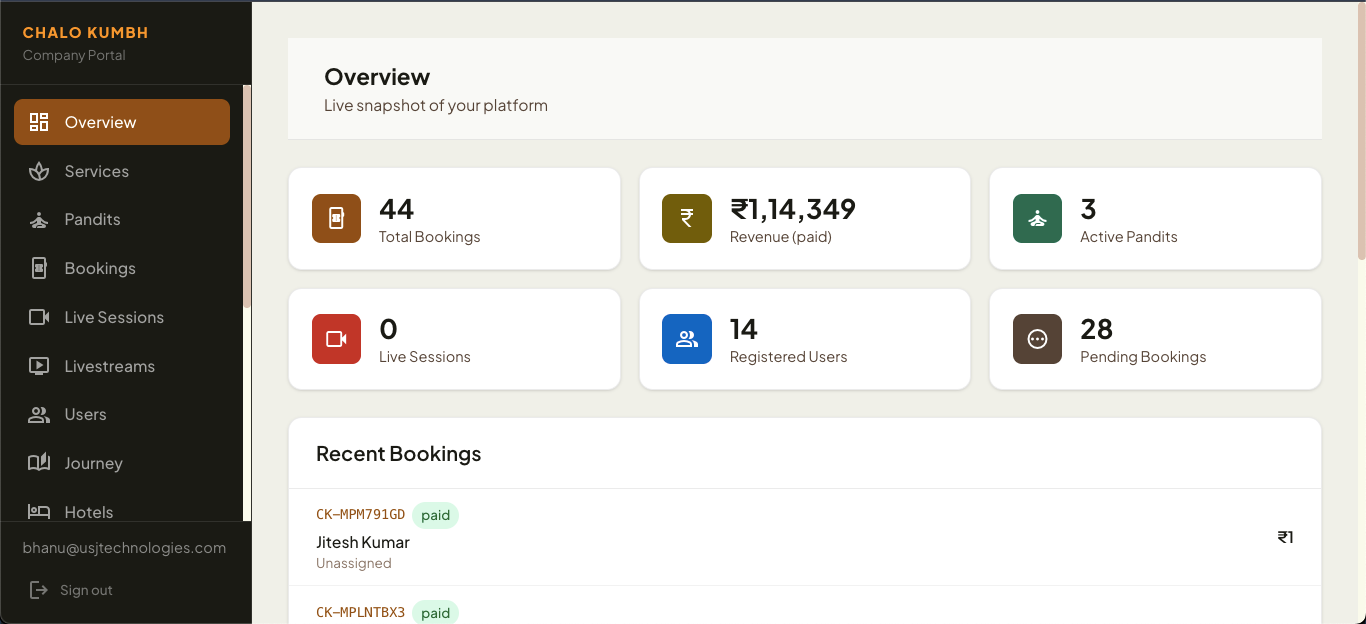 CHALO KUMBH
Company Portal
Overview
Services
Pandits
Bookings
Live Sessions
Livestreams
Users
Journey
Hotels
bhanu@usjtechnologies.com
Sign out
Overview
Live snapshot of your platform
44
Total Bookings
₹1,14,349
Revenue (paid)
3
Active Pandits
0
Live Sessions
14
Registered Users
28
Pending Bookings
Recent Bookings
CK-MPM791GD paid
Jitesh Kumar
Unassigned
₹1
CK-MPLNTBX3 paid